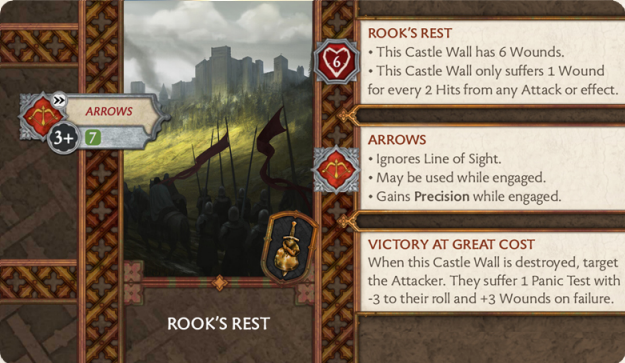 ARROWS
3+
7
ROOK'S REST
6
ROOK'S REST
• This Castle Wall has 6 Wounds.
• This Castle Wall only suffers 1 Wound
for every 2 Hits from any Attack or effect.
ARROWS
• Ignores Line of Sight.
• May be used while engaged.
• Gains Precision while engaged.
VICTORY AT GREAT COST
When this Castle Wall is destroyed, target
the Attacker. They suffer 1 Panic Test with
-3 to their roll and +3 Wounds on failure.